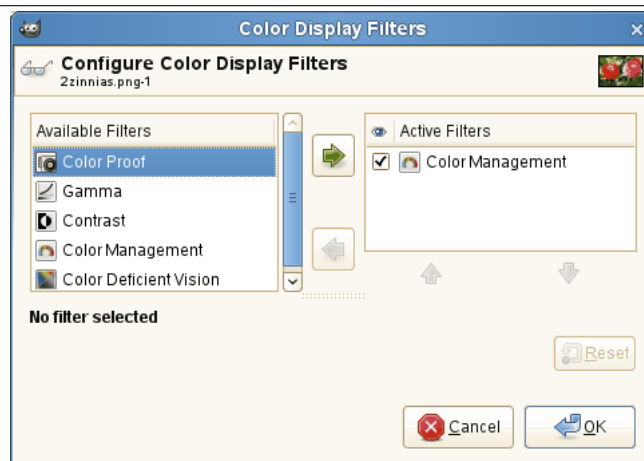 Color Display Filters
Configure Color Display Filters
2zinnias.png-1
Available Filters
Color Proof
Gamma
Contrast
Color Management
Color Deficient Vision
Active Filters
Color Management
No filter selected
Reset
Cancel
OK